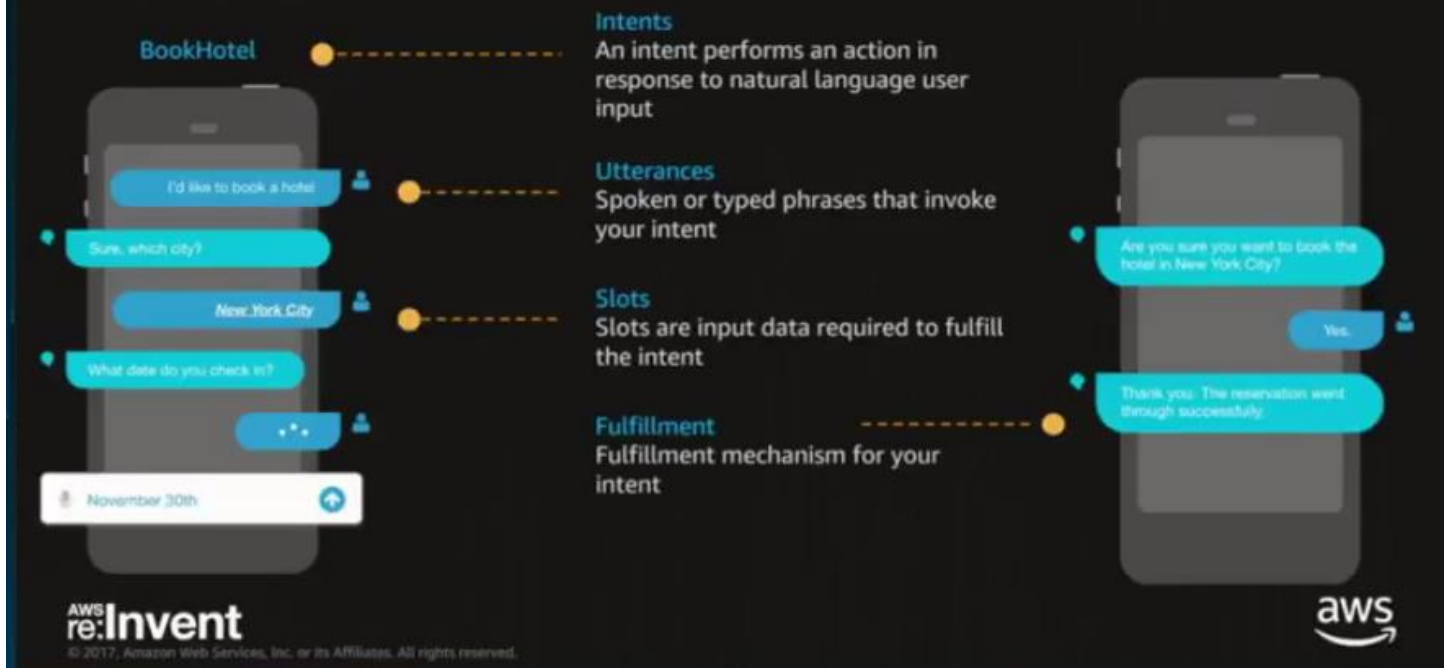 BookHotel
I'd like to book a hotel
Sure, which city?
New York City
What date do you check in?
November 30th
Intents
An intent performs an action in
response to natural language user
input
Utterances
Spoken or typed phrases that invoke
your intent
Slots
Slots are input data required to fulfill
the intent
Fulfillment
Fulfillment mechanism for your
intent
Are you sure you want to book the
hotel in New York City?
Yes.
Thank you. The reservation went
through successfully.
AWS
re:Invent
© 2017, Amazon Web Services, Inc. or its Affiliates. All rights reserved.
aws